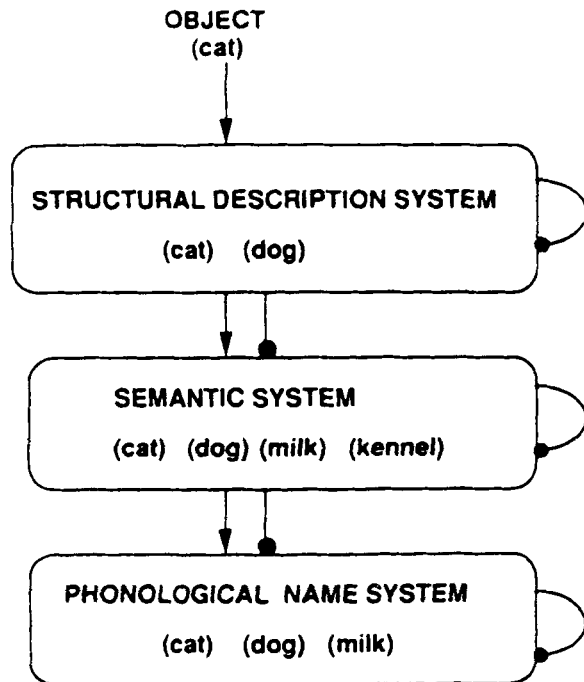 OBJECT
(cat)
STRUCTURAL DESCRIPTION SYSTEM
(cat) (dog)
SEMANTIC SYSTEM
(cat) (dog) (milk) (kennel)
PHONOLOGICAL NAME SYSTEM
(cat) (dog) (milk)